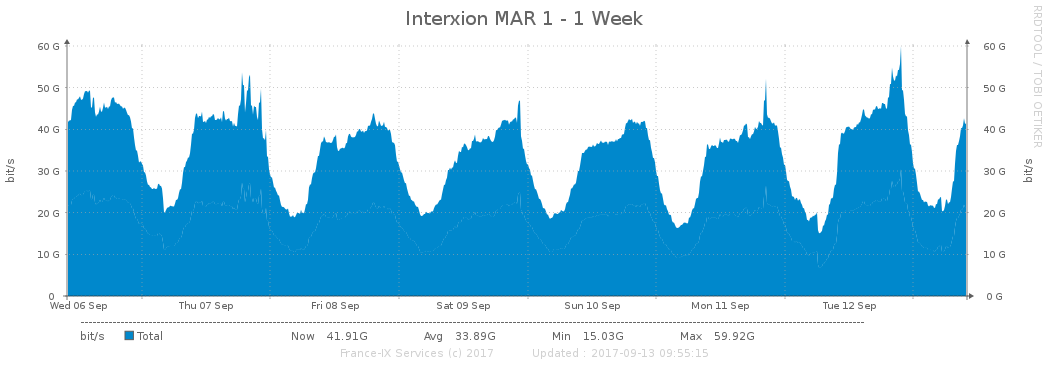 Interxion MAR 1 - 1 Week
RRDTOOL / TOBI OETIKER
bit/s
60 G
50 G
40 G
30 G
20 G
10 G
0
60 G
50 G
40 G
30 G
20 G
10 G
0 G
bit/s
Wed 06 Sep Thu 07 Sep Fri 08 Sep Sat 09 Sep Sun 10 Sep Mon 11 Sep Tue 12 Sep
bit/s Total Now 41.91G Avg 33.89G Min 15.03G Max 59.92G
France-IX Services (c) 2017 Updated : 2017-09-13 09:55:15